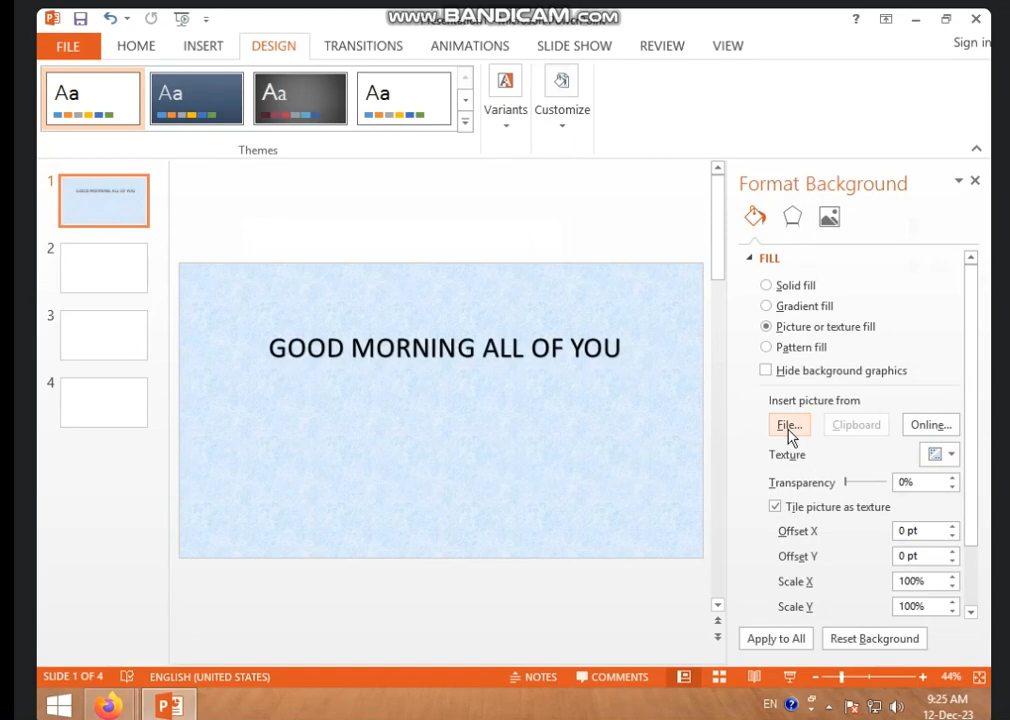 www.BANDICAM.com
?
Sign in
FILE HOME INSERT DESIGN TRANSITIONS ANIMATIONS SLIDE SHOW REVIEW VIEW
Aa Aa Aa Aa
Variants Customize
Themes
1
GOOD MORNING ALL OF YOU
2
3
4
GOOD MORNING ALL OF YOU
Format Background
FILL
Solid fill
Gradient fill
Picture or texture fill
Pattern fill
Hide background graphics
Insert picture from
File... Clipboard Online...
Texture
Transparency 0%
Tile picture as texture
Offset X 0 pt
Offset Y 0 pt
Scale X 100%
Scale Y 100%
Apply to All Reset Background
SLIDE 1 OF 4 ENGLISH (UNITED STATES) NOTES COMMENTS 44%
EN 9:25 AM
12-Dec-23